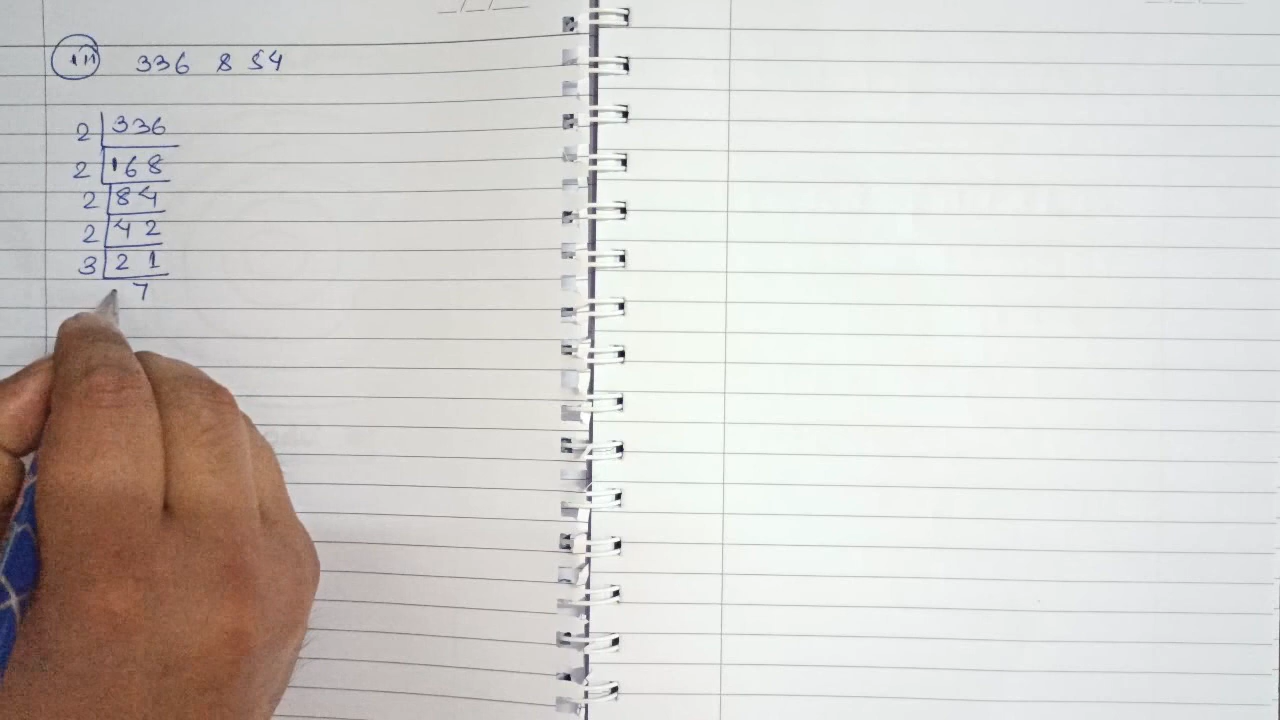 (iii) 336 & 54
2 | 336
2 | 168
2 | 84
2 | 42
3 | 21
7